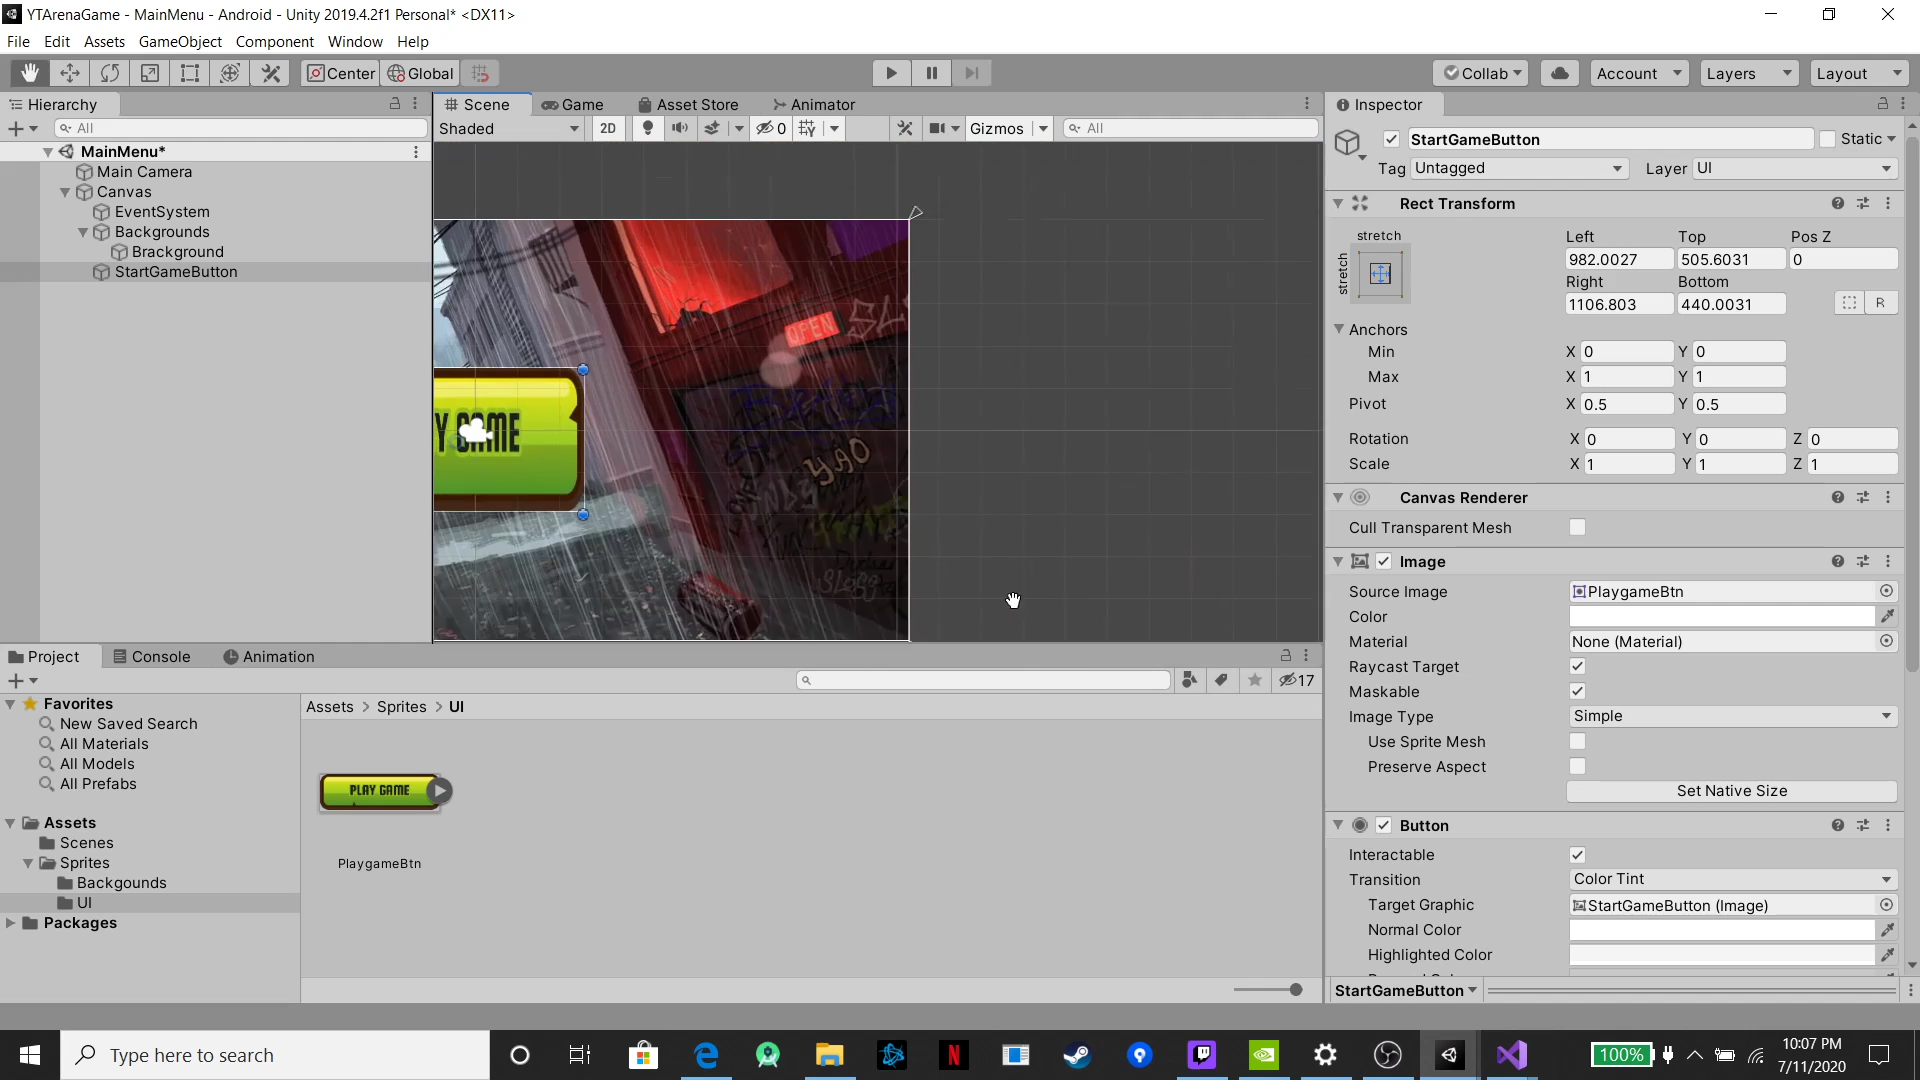 YTArenaGame - MainMenu - Android - Unity 2019.4.2f1 Personal* <DX11>
File Edit Assets GameObject Component Window Help
Center Global Collab Account Layers Layout
Hierarchy
All
MainMenu*
Main Camera
Canvas
EventSystem
Backgrounds
Brackground
StartGameButton
Scene Game Asset Store Animator
Shaded 2D 0 Gizmos All
OPEN
Y GAME
Inspector
StartGameButton Static
Tag Untagged Layer UI
Rect Transform
stretch
stretch
Left Top Pos Z
982.0027 505.6031 0
Right Bottom
1106.803 440.0031 R
Anchors
Min X 0 Y 0
Max X 1 Y 1
Pivot X 0.5 Y 0.5
Rotation X 0 Y 0 Z 0
Scale X 1 Y 1 Z 1
Canvas Renderer
Cull Transparent Mesh
Image
Source Image PlaygameBtn
Color
Material None (Material)
Raycast Target
Maskable
Image Type Simple
Use Sprite Mesh
Preserve Aspect
Set Native Size
Button
Interactable
Transition Color Tint
Target Graphic StartGameButton (Image)
Normal Color
Highlighted Color
StartGameButton
Project Console Animation
17
Favorites
New Saved Search
All Materials
All Models
All Prefabs
Assets
Scenes
Sprites
Backgounds
UI
Packages
Assets > Sprites > UI
PLAY GAME
PlaygameBtn
Type here to search
100%
10:07 PM
7/11/2020